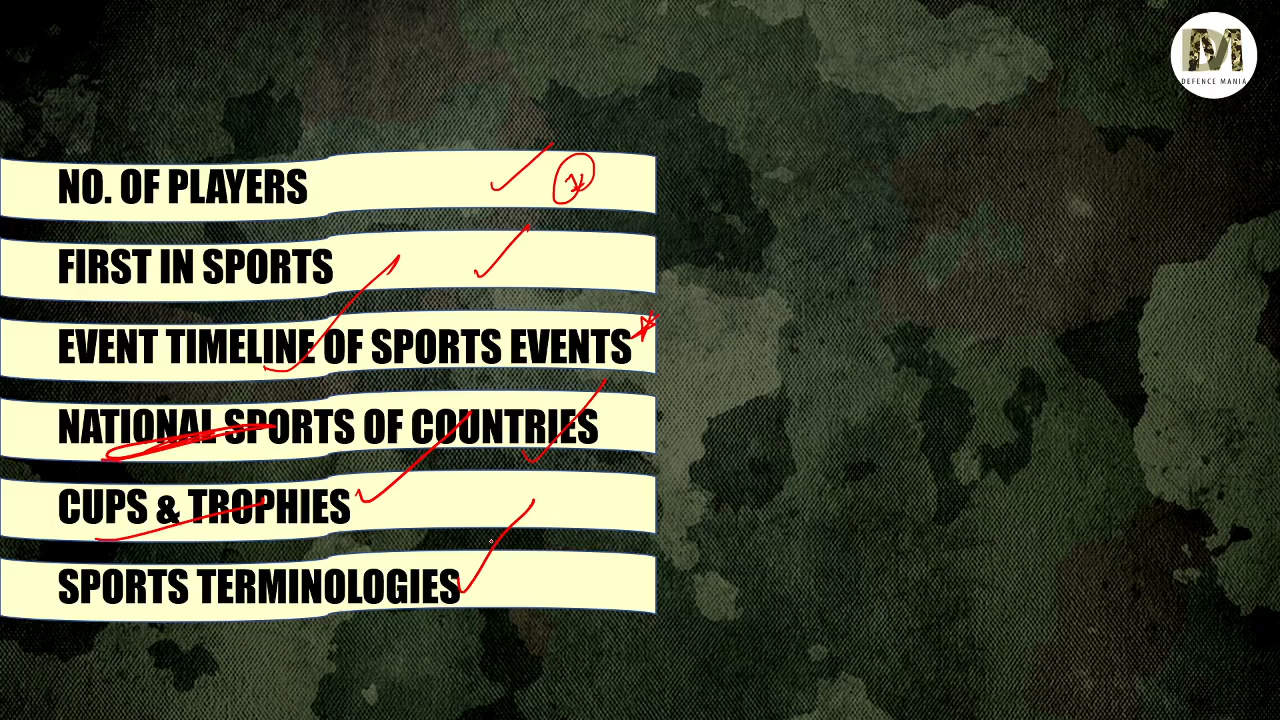 DM
DEFENCE MANIA
NO. OF PLAYERS
FIRST IN SPORTS
EVENT TIMELINE OF SPORTS EVENTS
NATIONAL SPORTS OF COUNTRIES
CUPS & TROPHIES
SPORTS TERMINOLOGIES